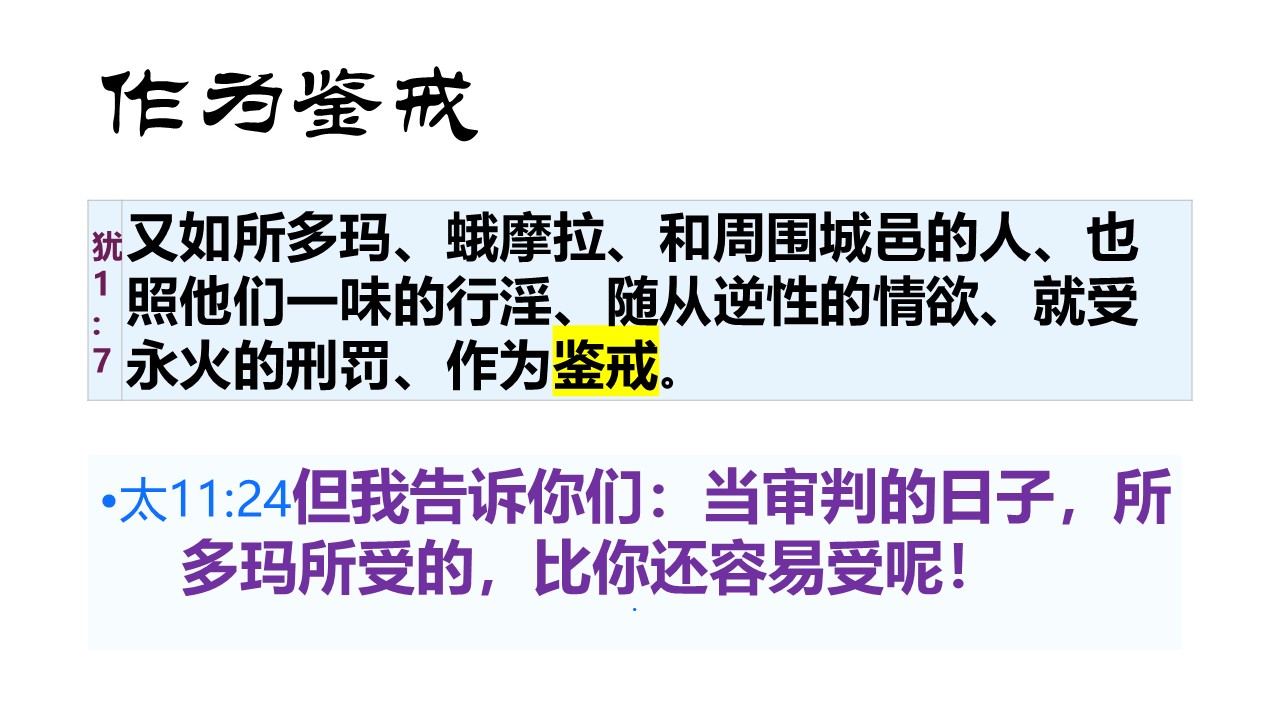 作为鉴戒
犹1:7
又如所多玛、蛾摩拉、和周围城邑的人、也
照他们一味的行淫、随从逆性的情欲、就受
永火的刑罚、作为鉴戒。
•太11:24但我告诉你们：当审判的日子，所
多玛所受的，比你还容易受呢！